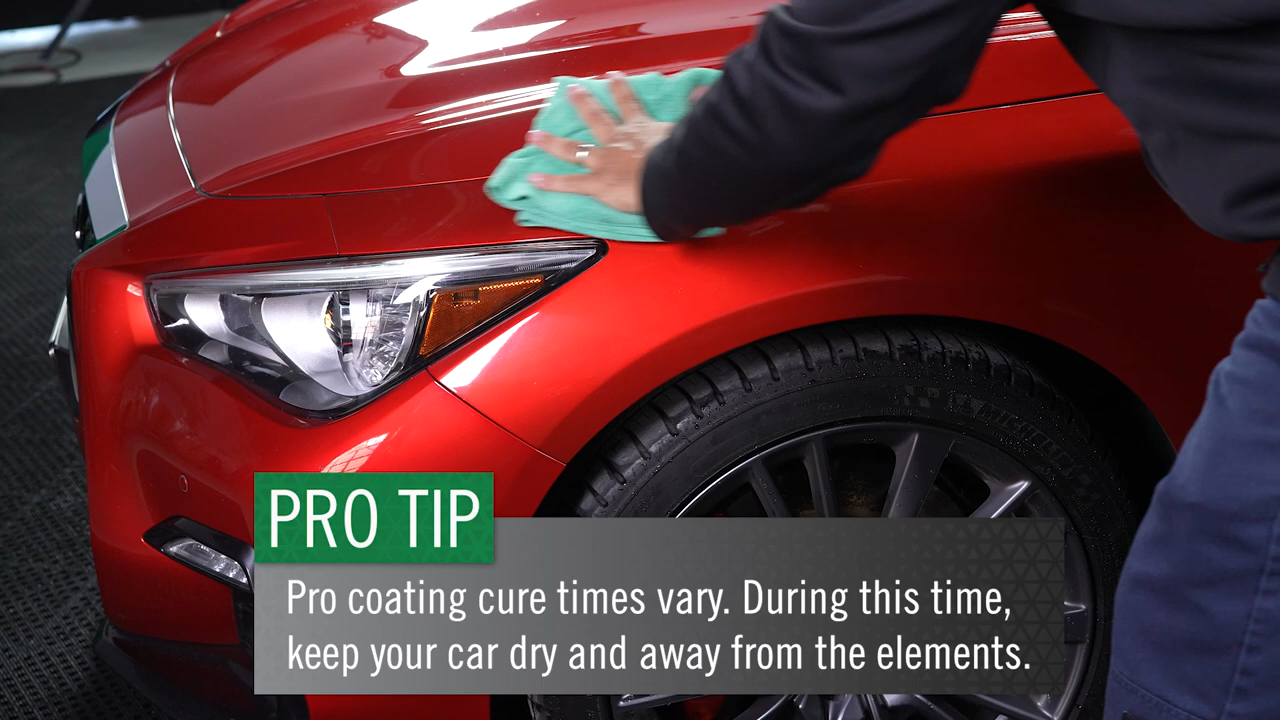 MICHELIN
PRO TIP
Pro coating cure times vary. During this time,
keep your car dry and away from the elements.